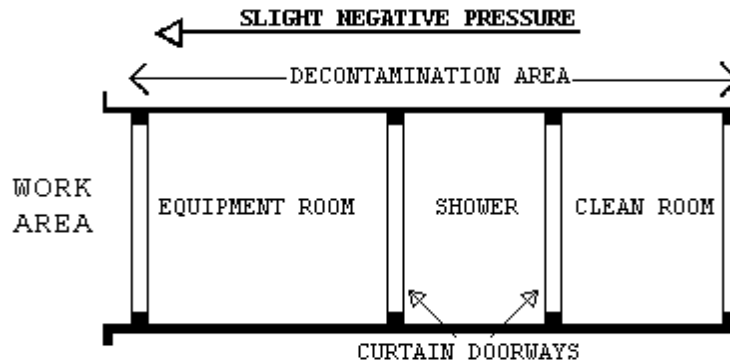 SLIGHT NEGATIVE PRESSURE
DECONTAMINATION AREA
WORK
AREA
EQUIPMENT ROOM
SHOWER
CLEAN ROOM
CURTAIN DOORWAYS